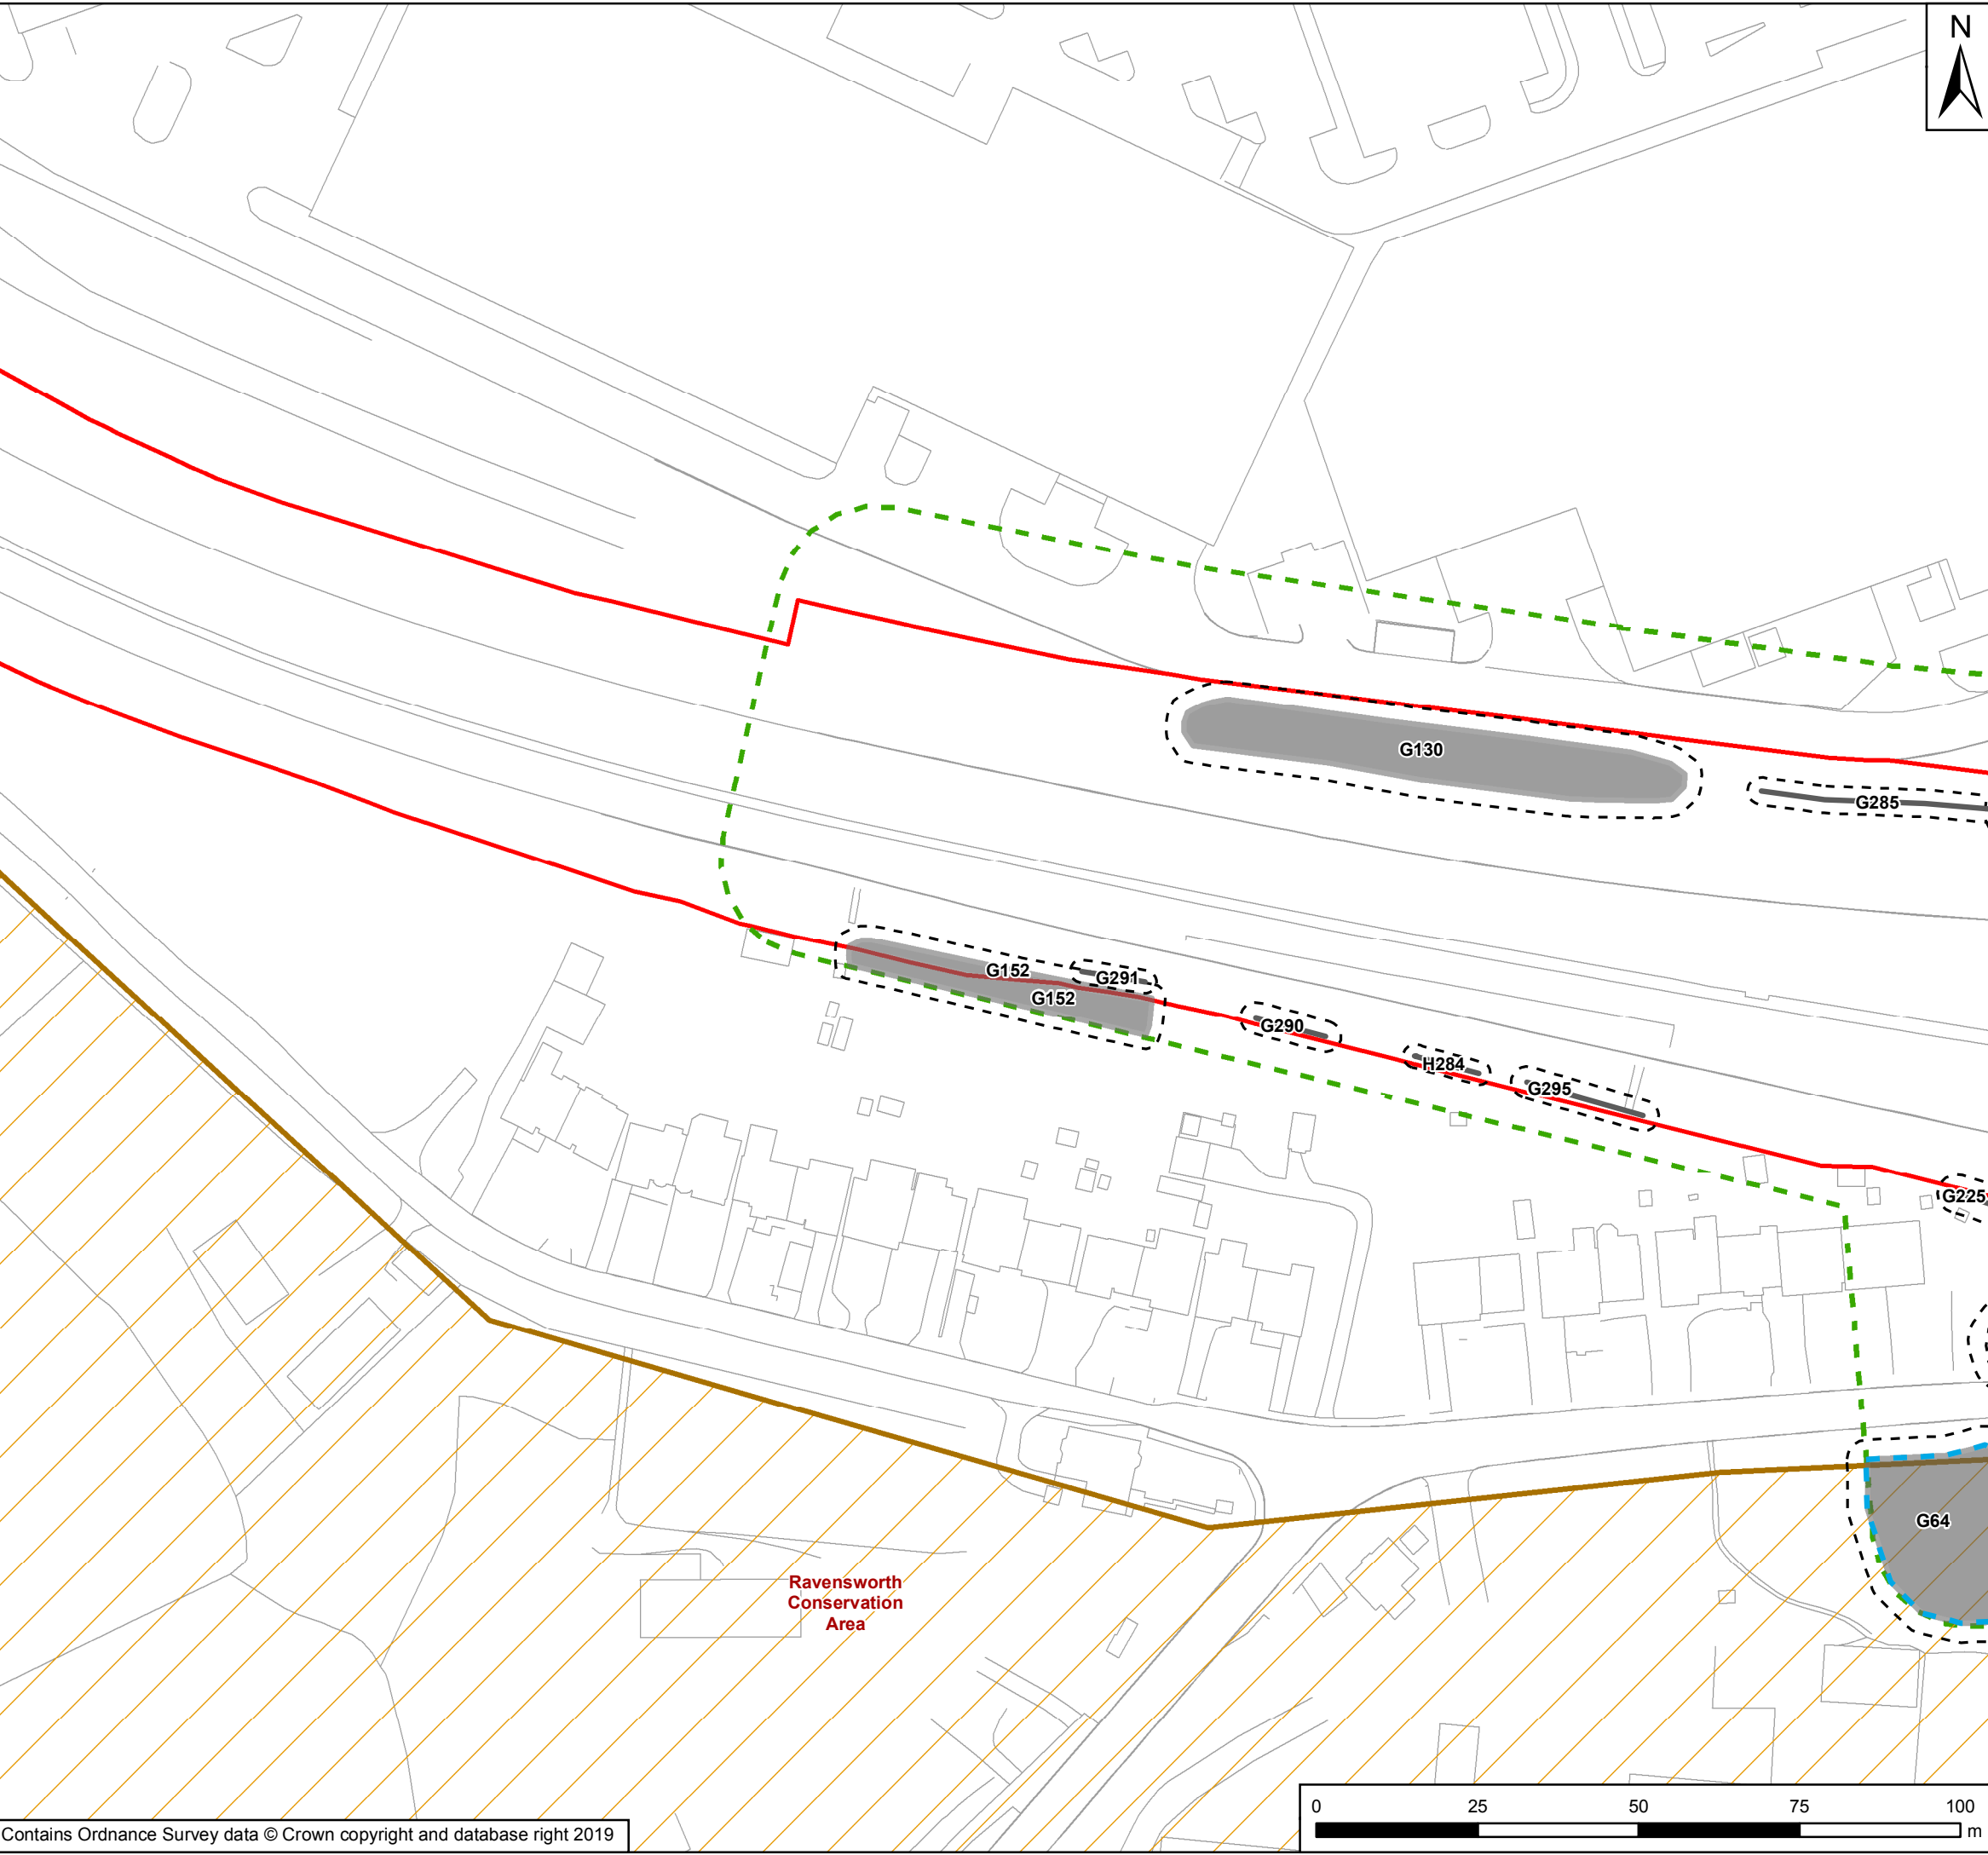 N
G130
G285
G152
G291
G152
G290
H284
G295
G225
G64
Ravensworth
Conservation
Area
0 25 50 75 100
m
Contains Ordnance Survey data © Crown copyright and database right 2019